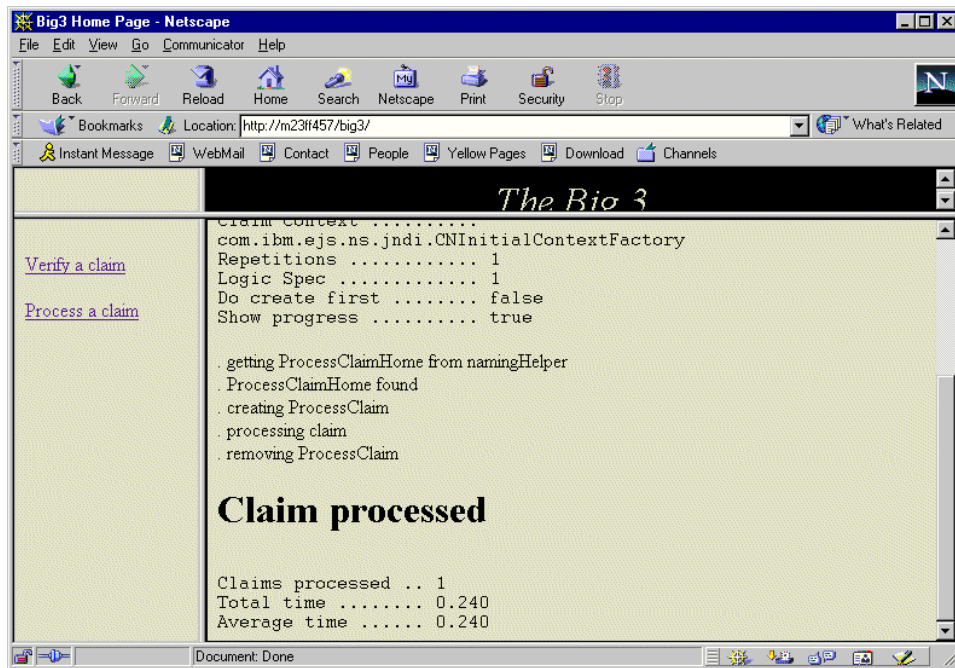 Big3 Home Page - Netscape
File Edit View Go Communicator Help
Back Forward Reload Home Search Netscape Print Security Stop
My
N
Bookmarks Location: http://m23ff457/big3/ What's Related
Instant Message WebMail Contact People Yellow Pages Download Channels
The Big 3
Claim Context ..........
com.ibm.ejs.ns.jndi.CNInitialContextFactory
Verify a claim
Repetitions ............ 1
Logic Spec ............. 1
Do create first ........ false
Process a claim
Show progress .......... true
. getting ProcessClaimHome from namingHelper
. ProcessClaimHome found
. creating ProcessClaim
. processing claim
. removing ProcessClaim
Claim processed
Claims processed .. 1
Total time ........ 0.240
Average time ...... 0.240
Document: Done